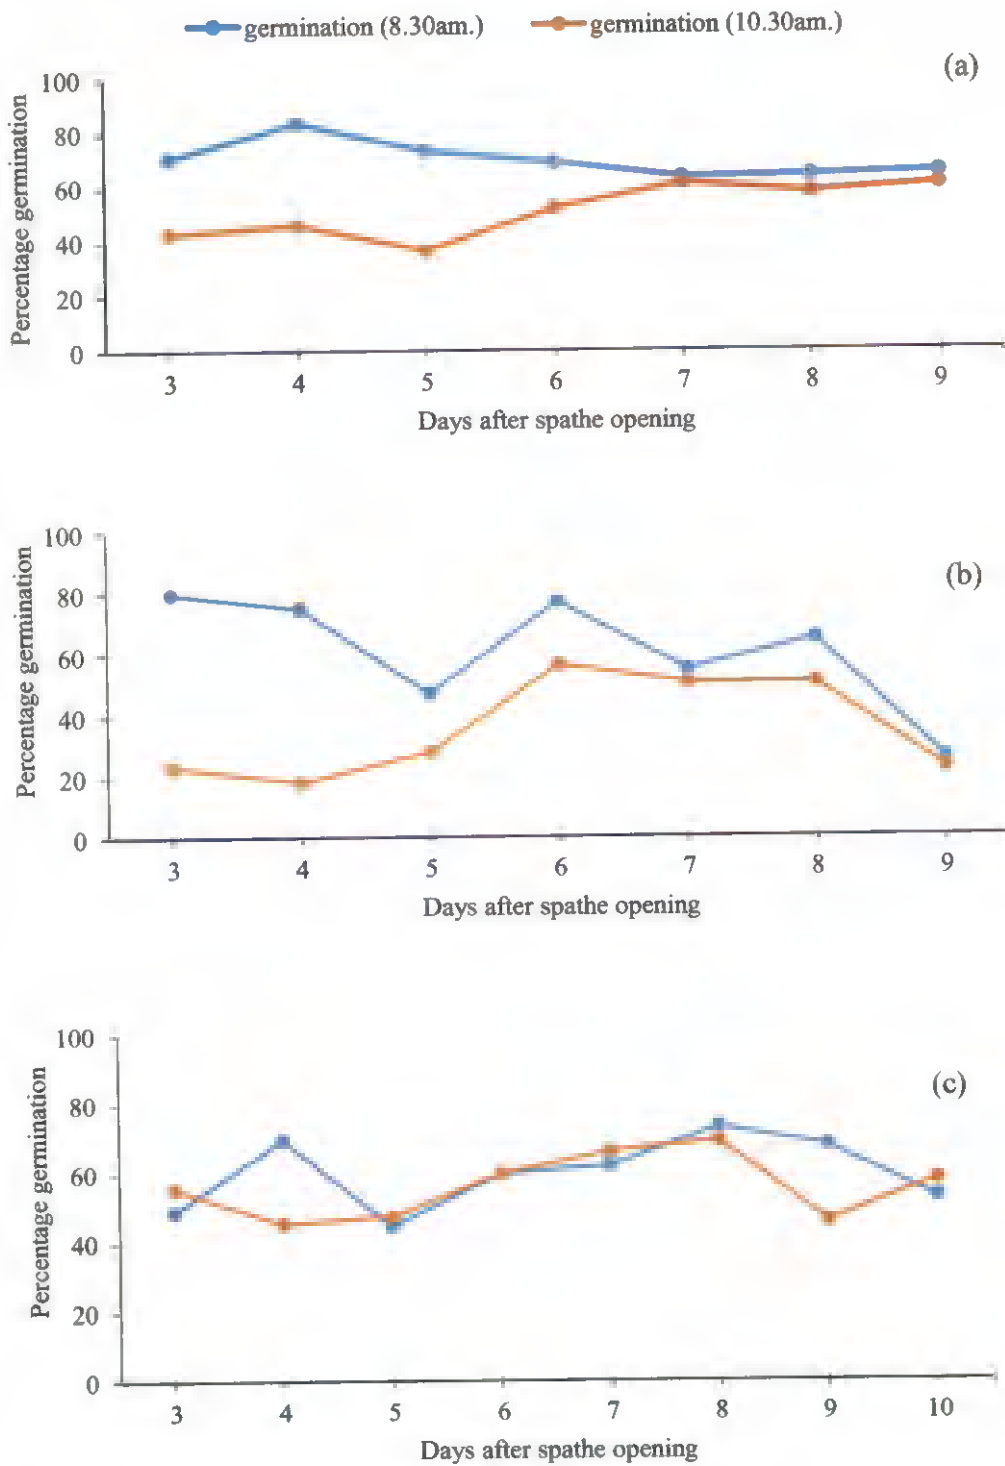 germination (8.30am.) germination (10.30am.)
(a)
100
80
60
40
20
0
Percentage germination
3 4 5 6 7 8 9
Days after spathe opening
(b)
100
80
60
40
20
0
Percentage germination
3 4 5 6 7 8 9
Days after spathe opening
(c)
100
80
60
40
20
0
Percentage germination
3 4 5 6 7 8 9 10
Days after spathe opening